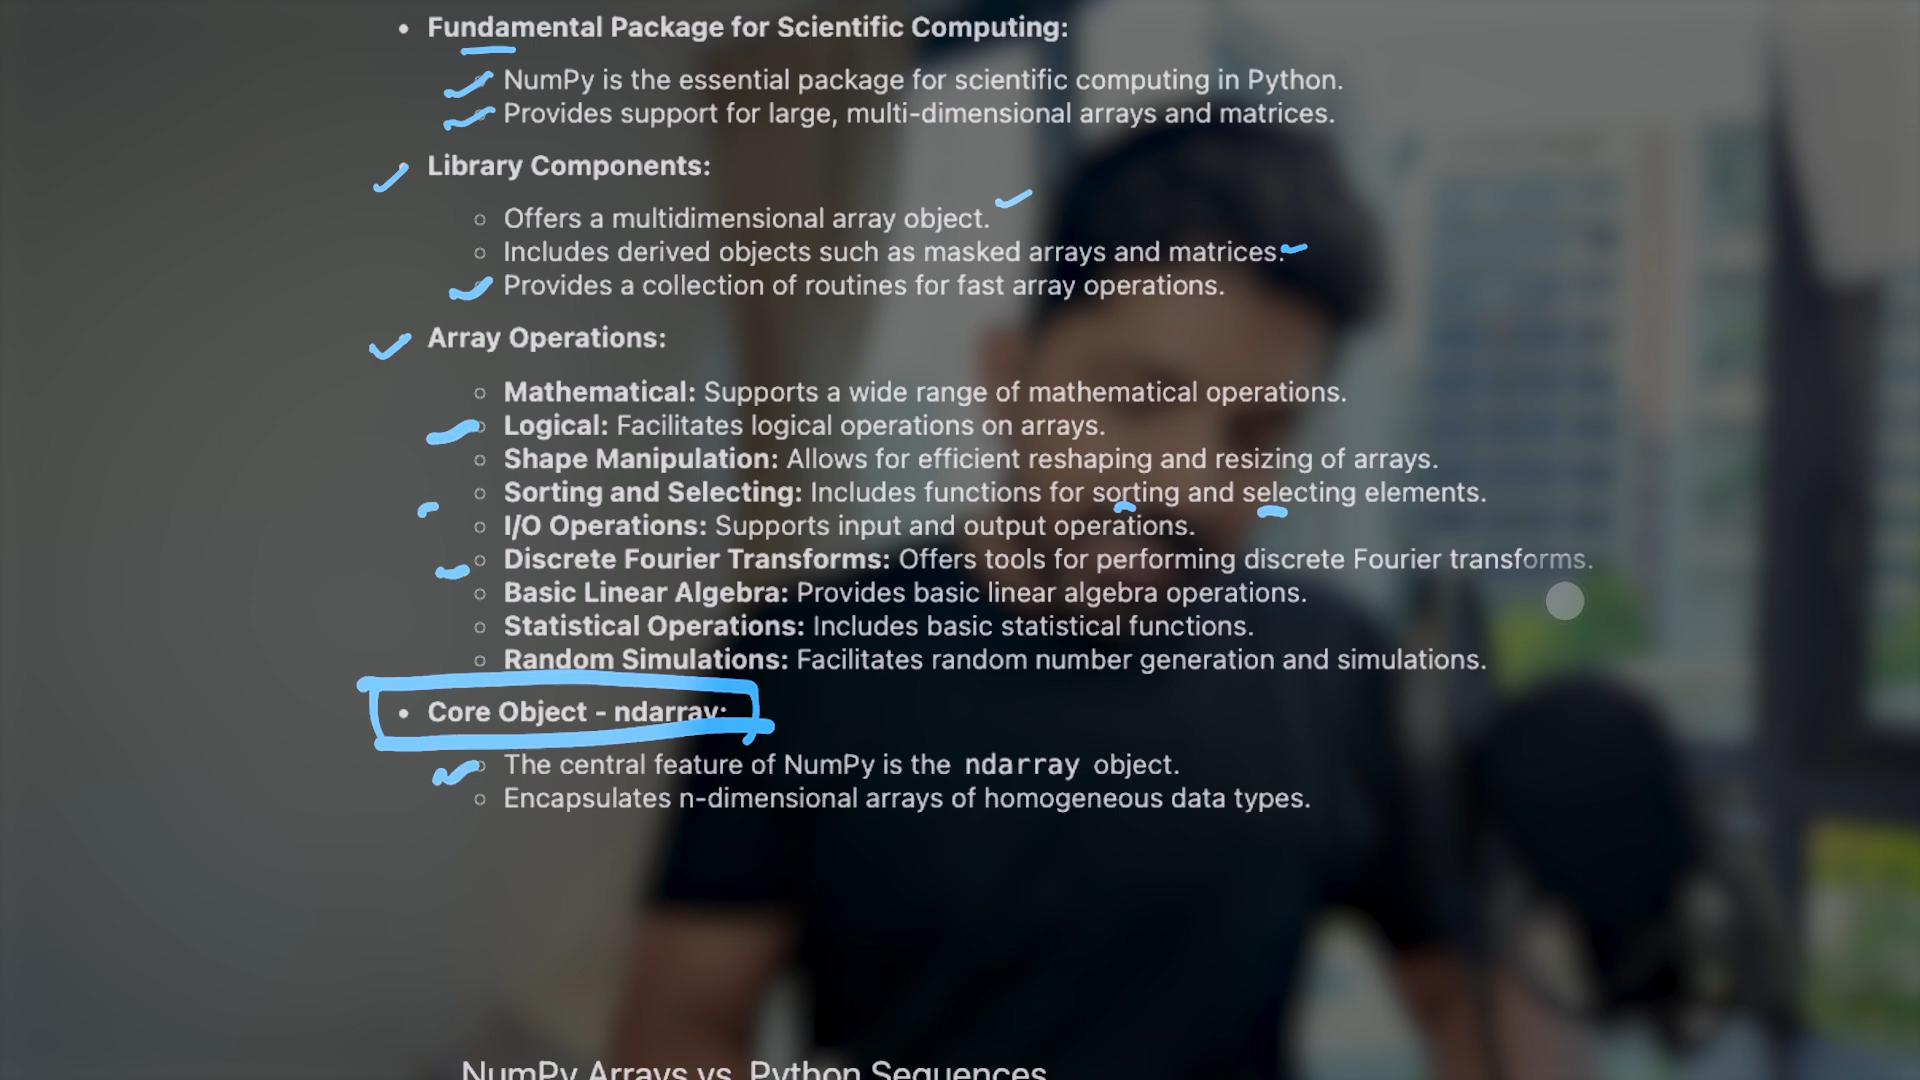 Fundamental Package for Scientific Computing:
NumPy is the essential package for scientific computing in Python.
Provides support for large, multi-dimensional arrays and matrices.
Library Components:
Offers a multidimensional array object.
Includes derived objects such as masked arrays and matrices.
Provides a collection of routines for fast array operations.
Array Operations:
Mathematical: Supports a wide range of mathematical operations.
Logical: Facilitates logical operations on arrays.
Shape Manipulation: Allows for efficient reshaping and resizing of arrays.
Sorting and Selecting: Includes functions for sorting and selecting elements.
I/O Operations: Supports input and output operations.
Discrete Fourier Transforms: Offers tools for performing discrete Fourier transforms.
Basic Linear Algebra: Provides basic linear algebra operations.
Statistical Operations: Includes basic statistical functions.
Random Simulations: Facilitates random number generation and simulations.
Core Object - ndarray:
The central feature of NumPy is the ndarray object.
Encapsulates n-dimensional arrays of homogeneous data types.
NumPy Arrays vs. Python Sequences